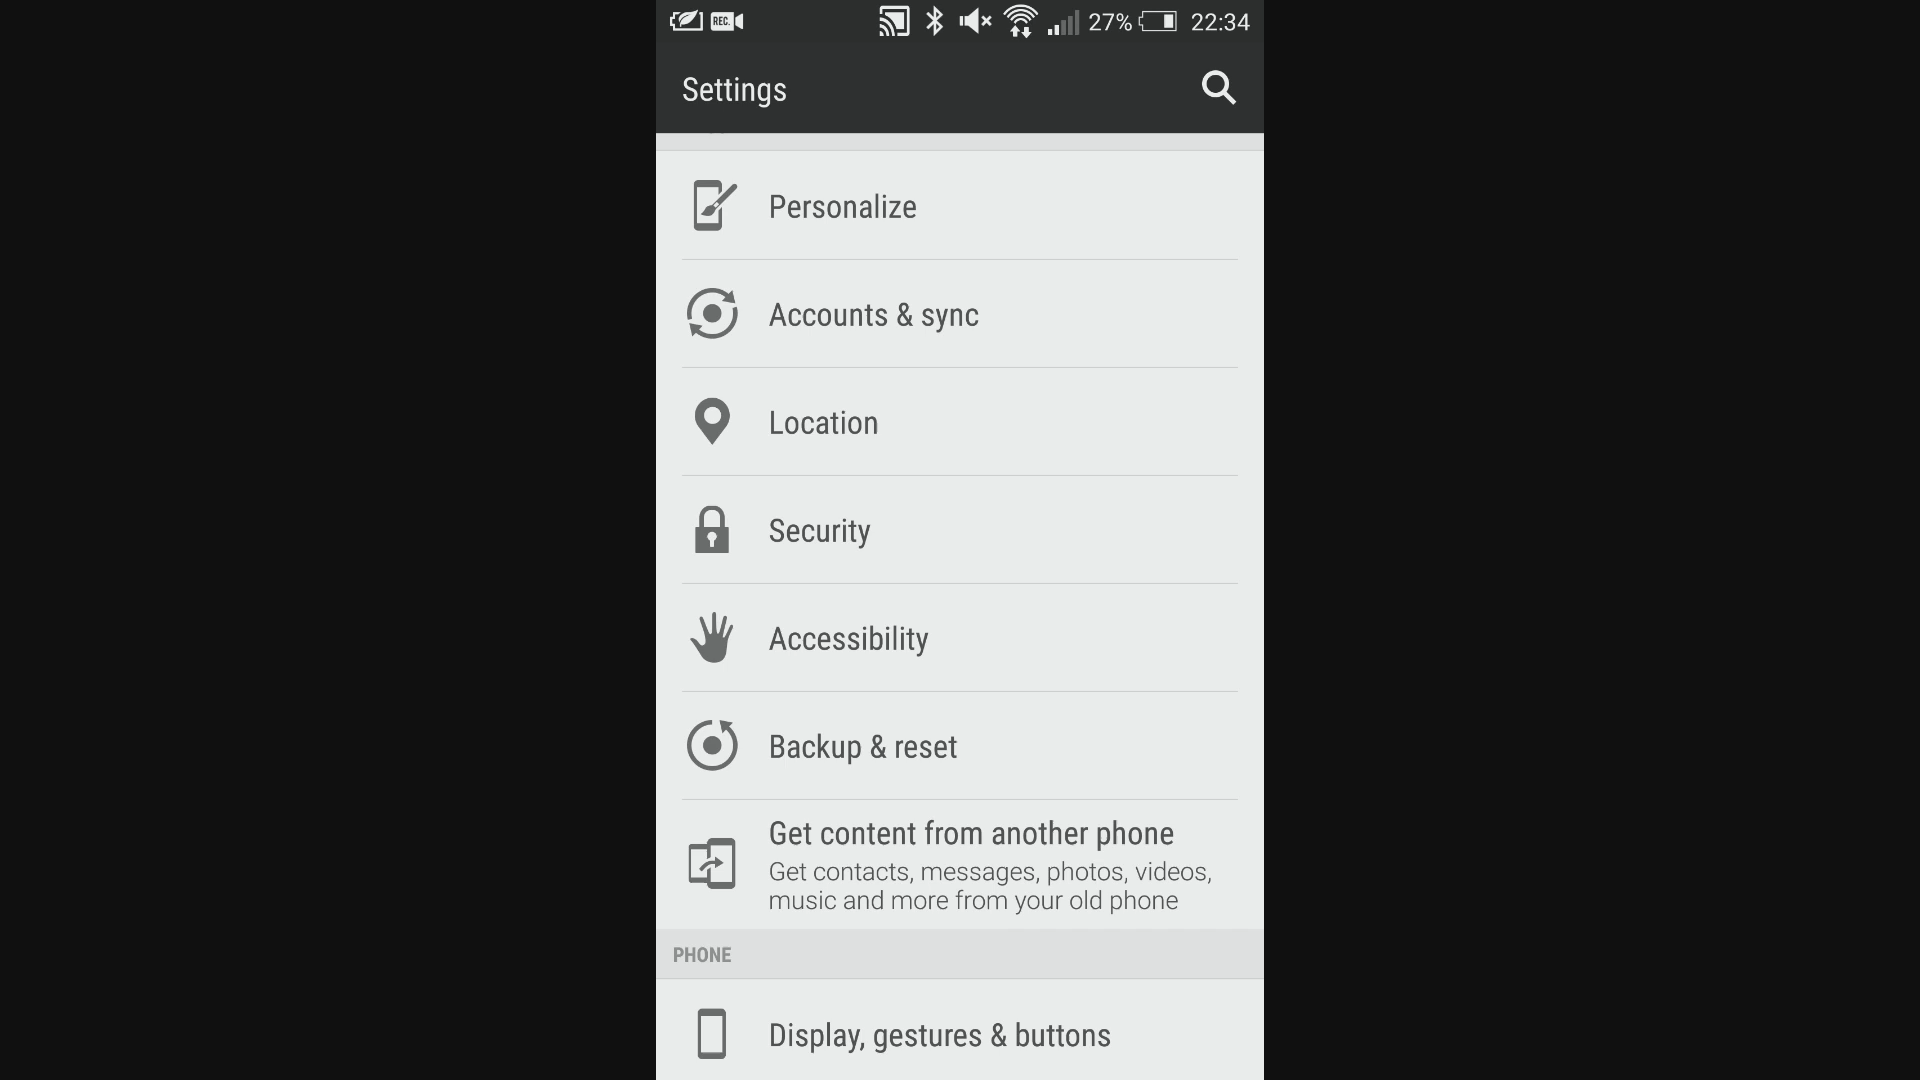 REC.
27%
22:34
Settings
Personalize
Accounts & sync
Location
Security
Accessibility
Backup & reset
Get content from another phone
Get contacts, messages, photos, videos,
music and more from your old phone
PHONE
Display, gestures & buttons